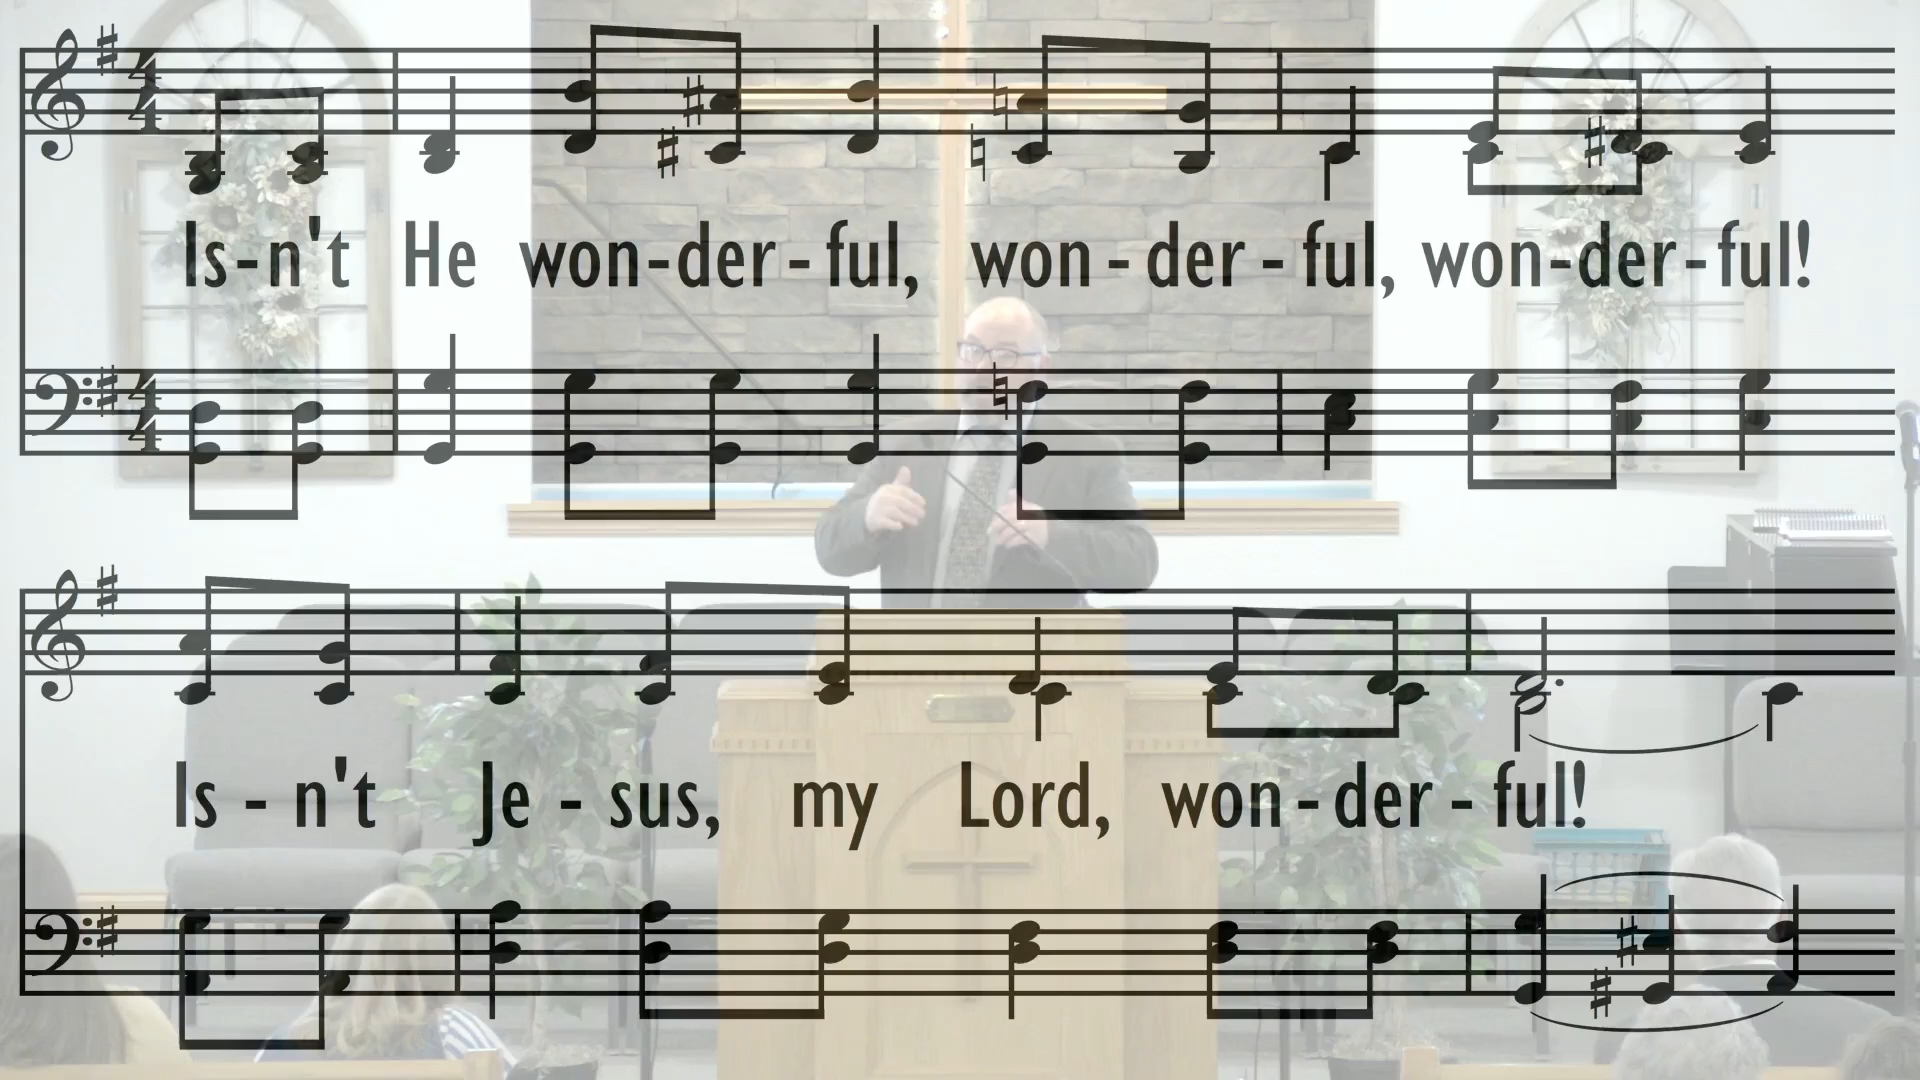 Is-n't He won-der-ful, won-der-ful, won-der-ful!
Is-n't Je-sus, my Lord, won-der-ful!